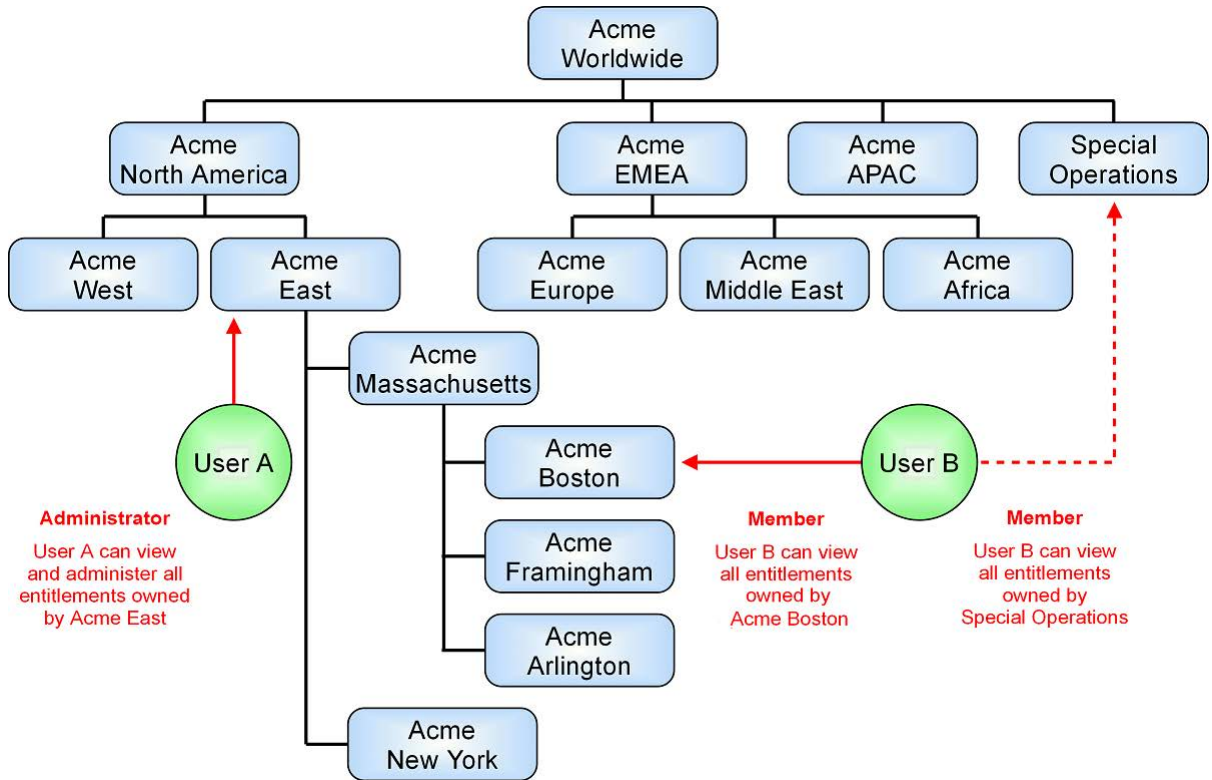 Acme
Worldwide
Acme
North America
Acme
EMEA
Acme
APAC
Special
Operations
Acme
West
Acme
East
Acme
Europe
Acme
Middle East
Acme
Africa
Acme
Massachusetts
User A
Acme
Boston
User B
Administrator
User A can view
and administer all
entitlements owned
by Acme East
Member
User B can view
all entitlements
owned by
Acme Boston
Member
User B can view
all entitlements
owned by
Special Operations
Acme
Framingham
Acme
Arlington
Acme
New York